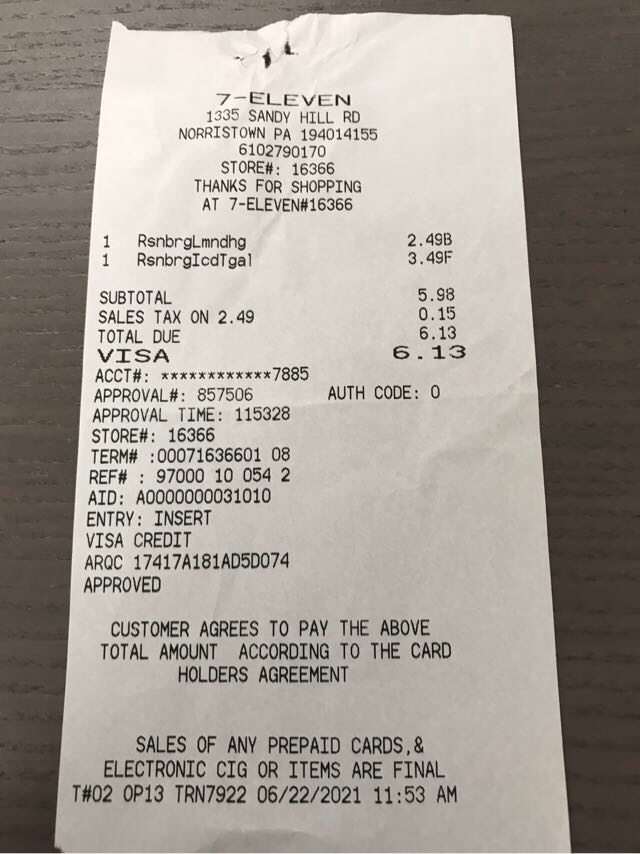 7-ELEVEN
1335 SANDY HILL RD
NORRISTOWN PA 194014155
6102790170
STORE#: 16366
THANKS FOR SHOPPING
AT 7-ELEVEN#16366
1 RsnbrgLmndhg 2.49B
1 RsnbrgIcdTgal 3.49F
SUBTOTAL 5.98
SALES TAX ON 2.49 0.15
TOTAL DUE 6.13
VISA 6.13
ACCT#: ************7885
APPROVAL#: 857506 AUTH CODE: 0
APPROVAL TIME: 115328
STORE#: 16366
TERM# :00071636601 08
REF# : 97000 10 054 2
AID: A0000000031010
ENTRY: INSERT
VISA CREDIT
ARQC 17417A181AD5D074
APPROVED
CUSTOMER AGREES TO PAY THE ABOVE
TOTAL AMOUNT ACCORDING TO THE CARD
HOLDERS AGREEMENT
SALES OF ANY PREPAID CARDS,&
ELECTRONIC CIG OR ITEMS ARE FINAL
T#02 OP13 TRN7922 06/22/2021 11:53 AM